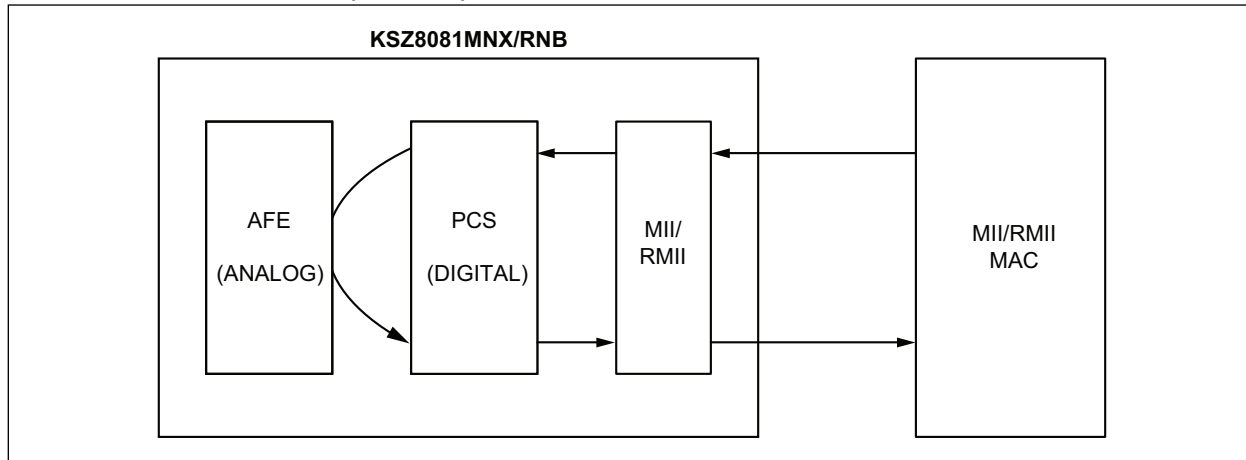 KSZ8081MNX/RNB
AFE
(ANALOG)
PCS
(DIGITAL)
MII/
RMII
MII/RMII
MAC